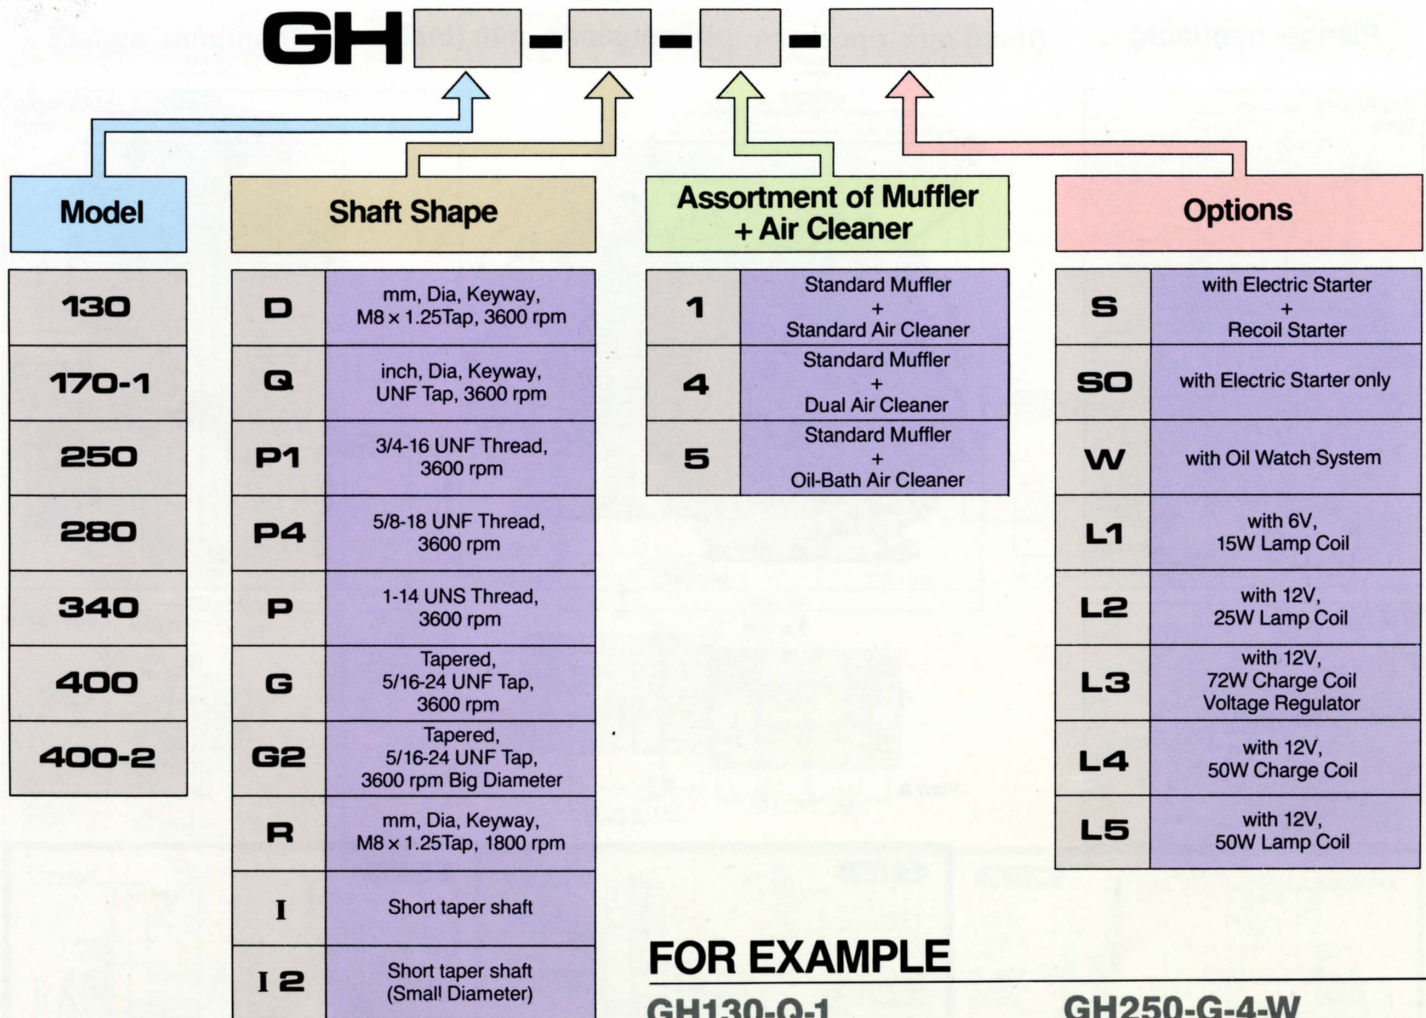 GH - - -
Model
130
170-1
250
280
340
400
400-2
Shaft Shape
D
mm, Dia, Keyway,
M8 × 1.25Tap, 3600 rpm
Q
inch, Dia, Keyway,
UNF Tap, 3600 rpm
P1
3/4-16 UNF Thread,
3600 rpm
P4
5/8-18 UNF Thread,
3600 rpm
P
1-14 UNS Thread,
3600 rpm
G
Tapered,
5/16-24 UNF Tap,
3600 rpm
G2
Tapered,
5/16-24 UNF Tap,
3600 rpm Big Diameter
R
mm, Dia, Keyway,
M8 × 1.25Tap, 1800 rpm
I
Short taper shaft
I 2
Short taper shaft
(Small Diameter)
Assortment of Muffler
+ Air Cleaner
1
Standard Muffler
+
Standard Air Cleaner
4
Standard Muffler
+
Dual Air Cleaner
5
Standard Muffler
+
Oil-Bath Air Cleaner
Options
S
with Electric Starter
+
Recoil Starter
S0
with Electric Starter only
W
with Oil Watch System
L1
with 6V,
15W Lamp Coil
L2
with 12V,
25W Lamp Coil
L3
with 12V,
72W Charge Coil
Voltage Regulator
L4
with 12V,
50W Charge Coil
L5
with 12V,
50W Lamp Coil
FOR EXAMPLE
GH130-Q-1
GH250-G-4-W